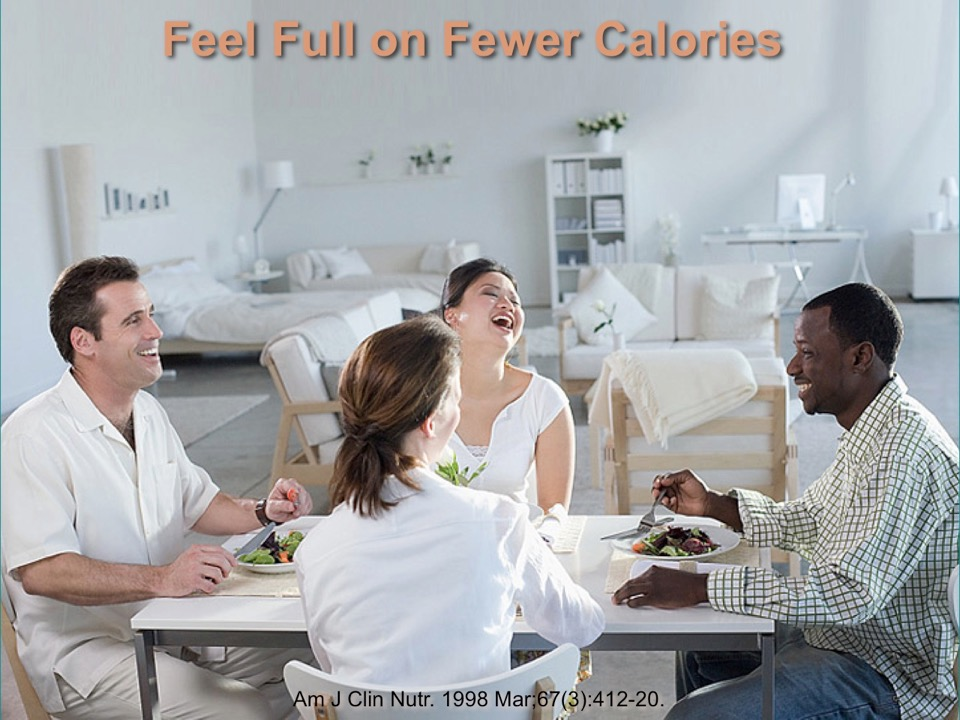 Feel Full on Fewer Calories
Am J Clin Nutr. 1998 Mar;67(3):412-20.